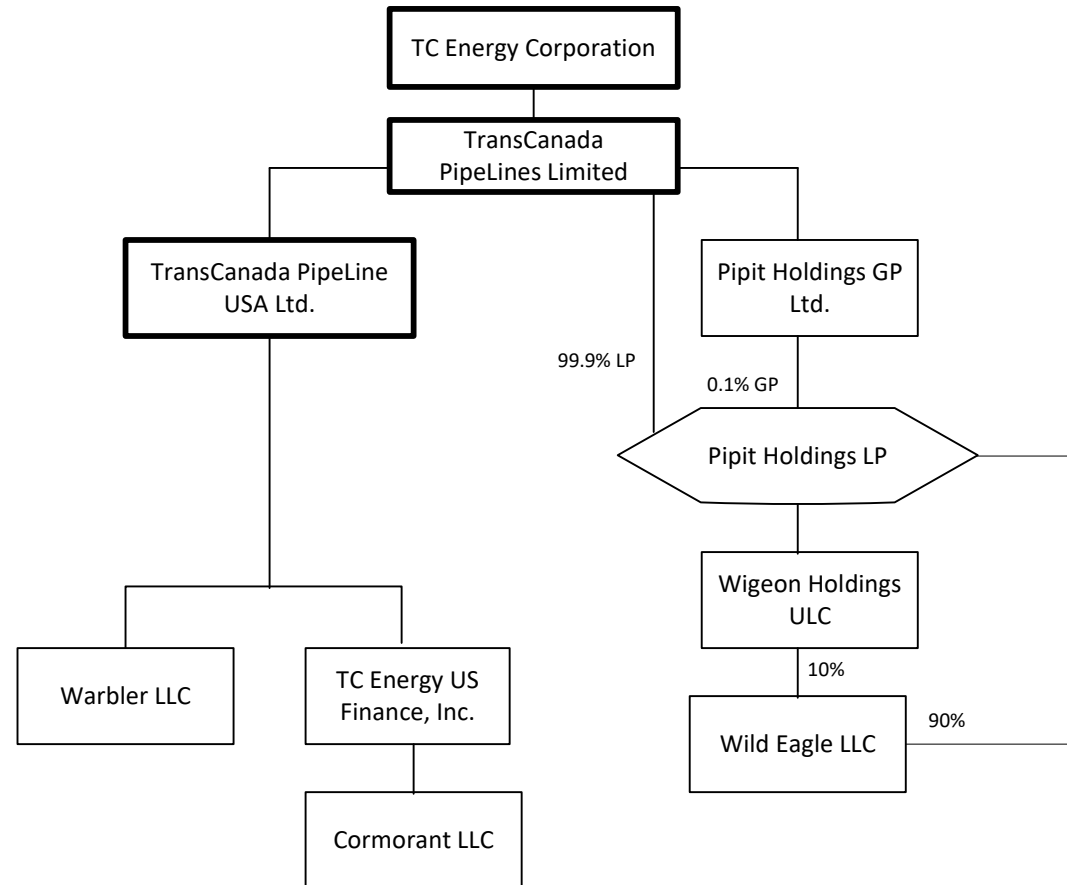 TC Energy Corporation
TransCanada
PipeLines Limited
TransCanada PipeLine
USA Ltd.
Pipit Holdings GP
Ltd.
99.9% LP
0.1% GP
Pipit Holdings LP
Wigeon Holdings
ULC
10%
Warbler LLC
TC Energy US
Finance, Inc.
Wild Eagle LLC
90%
Cormorant LLC